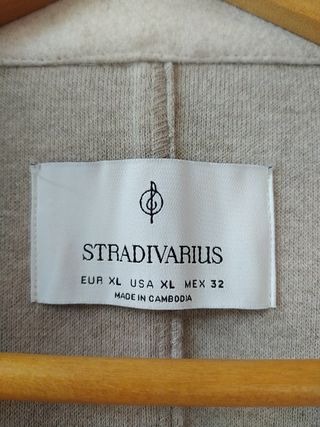 STRADIVARIUS
EUR XL USA XL MEX 32
MADE IN CAMBODIA